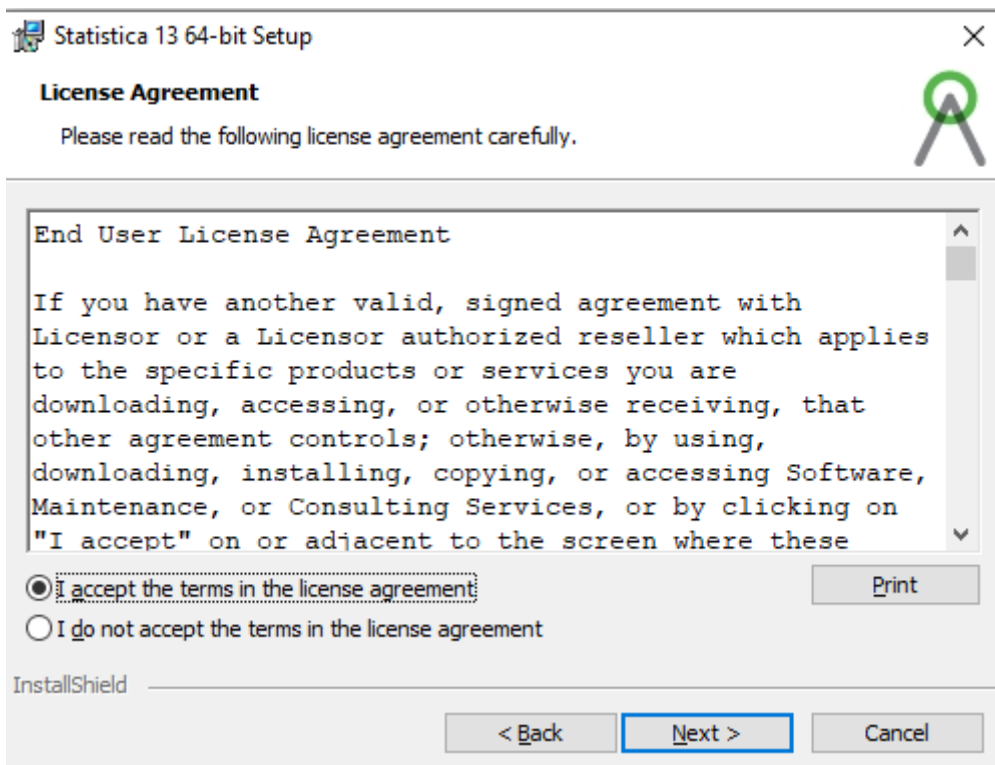 Statistica 13 64-bit Setup
License Agreement
Please read the following license agreement carefully.
End User License Agreement
If you have another valid, signed agreement with
Licensor or a Licensor authorized reseller which applies
to the specific products or services you are
downloading, accessing, or otherwise receiving, that
other agreement controls; otherwise, by using,
downloading, installing, copying, or accessing Software,
Maintenance, or Consulting Services, or by clicking on
"I accept" on or adjacent to the screen where these
I accept the terms in the license agreement
Print
I do not accept the terms in the license agreement
InstallShield
< Back
Next >
Cancel